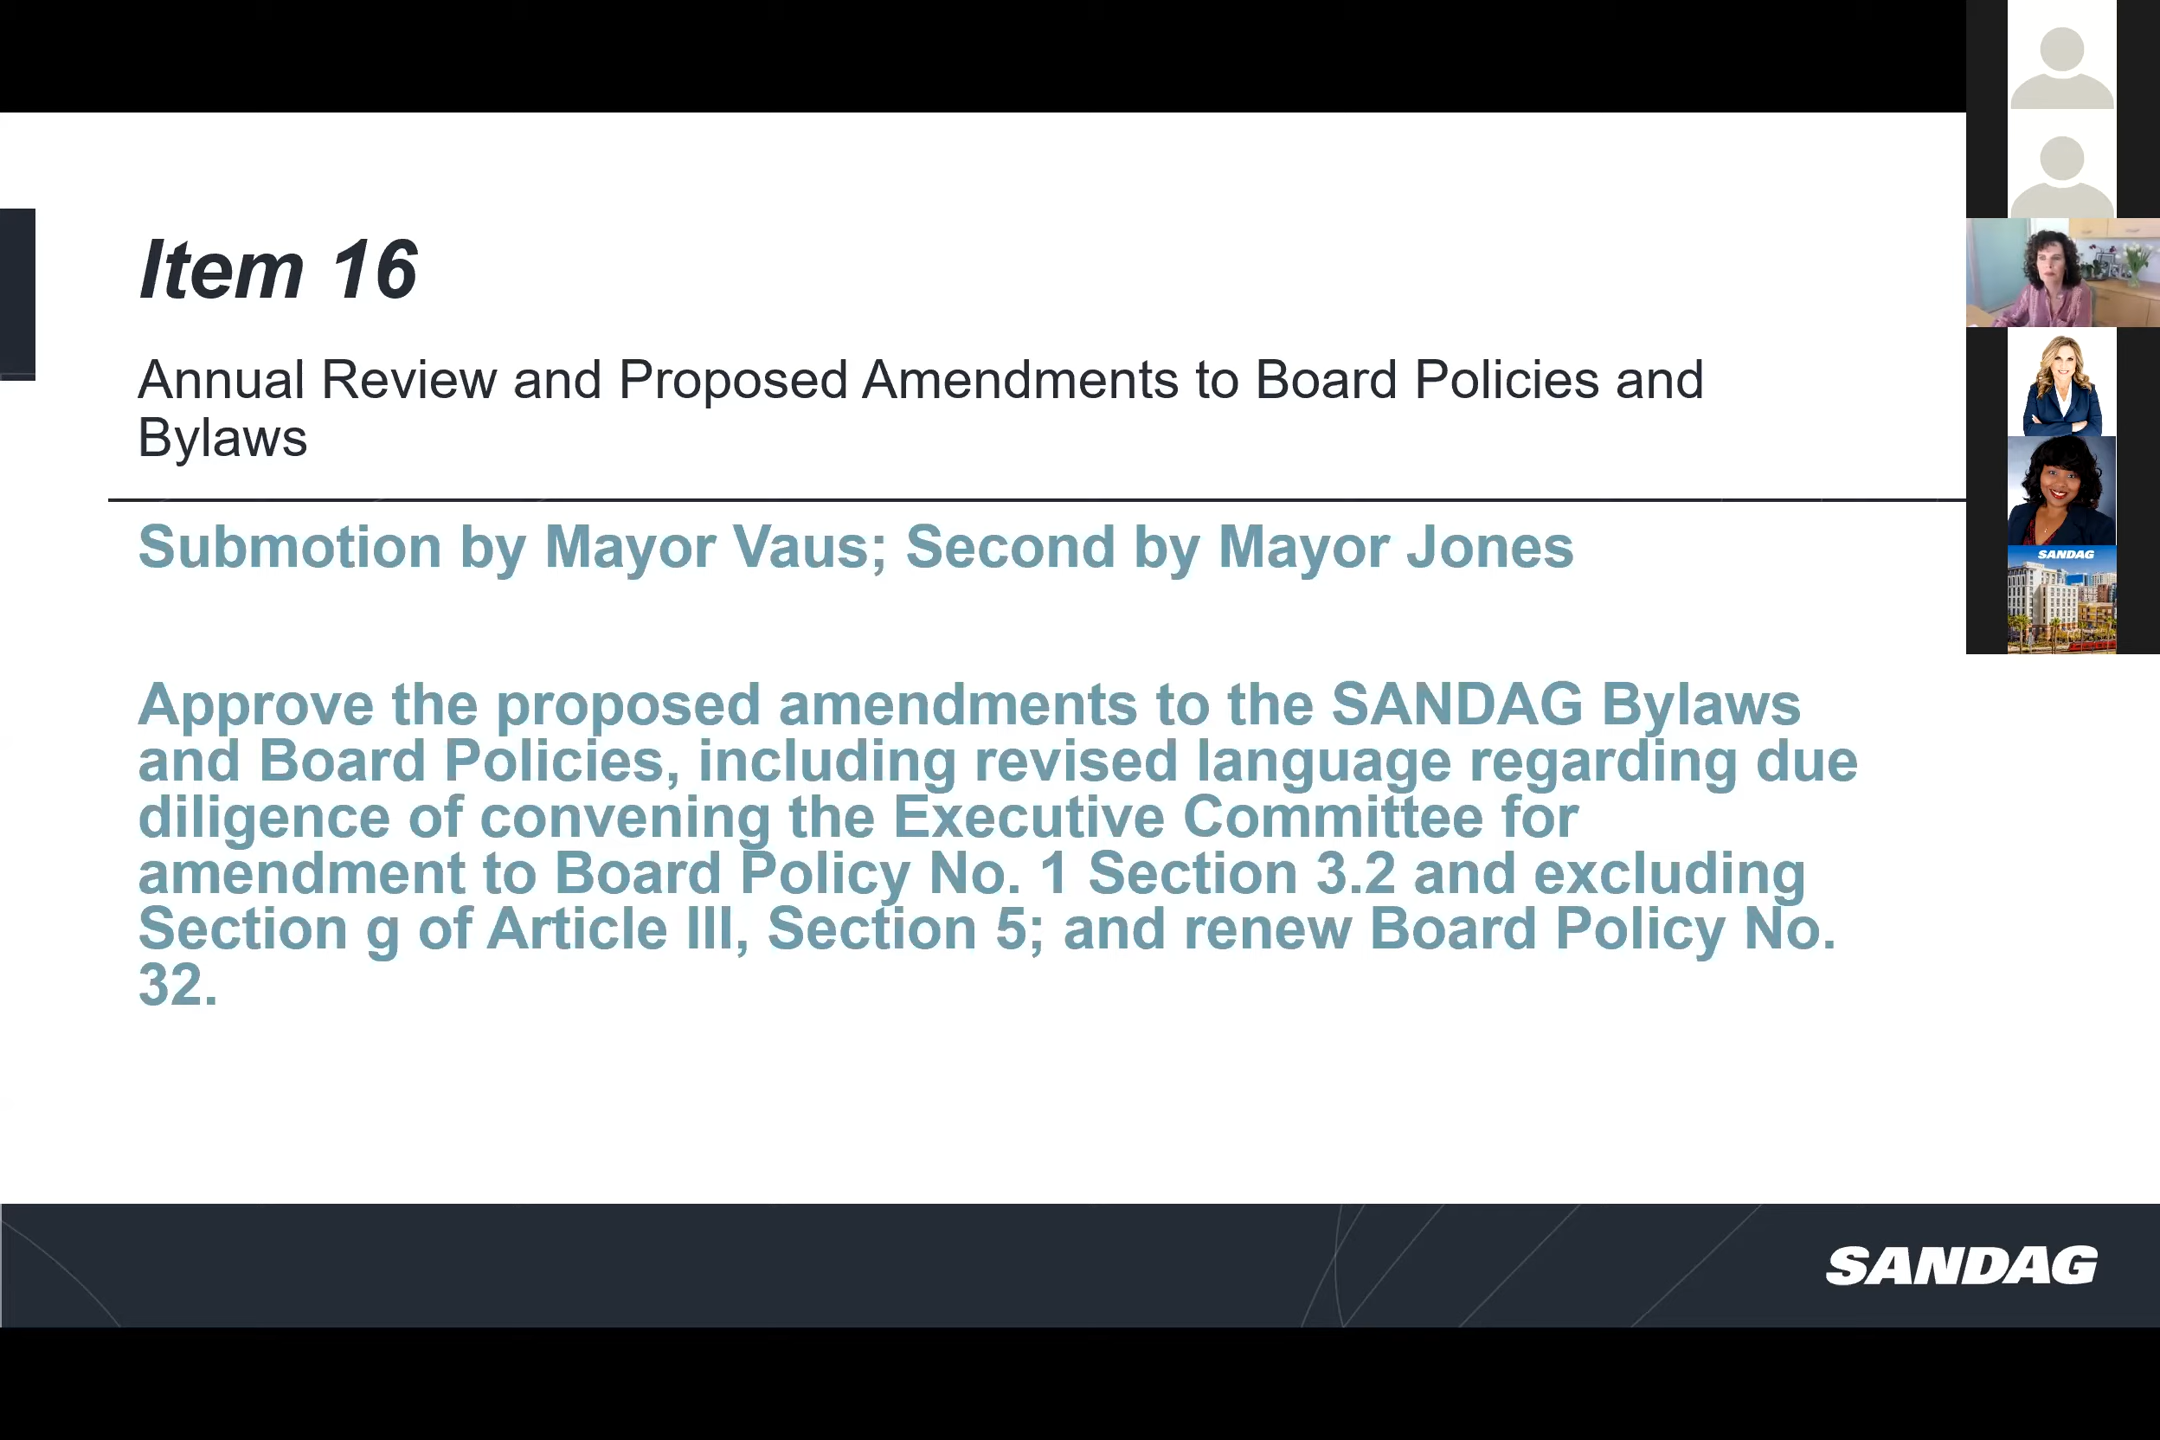 Item 16
Annual Review and Proposed Amendments to Board Policies and
Bylaws
Submotion by Mayor Vaus; Second by Mayor Jones
Approve the proposed amendments to the SANDAG Bylaws
and Board Policies, including revised language regarding due
diligence of convening the Executive Committee for
amendment to Board Policy No. 1 Section 3.2 and excluding
Section g of Article III, Section 5; and renew Board Policy No.
32.
SANDAG
SANDAG